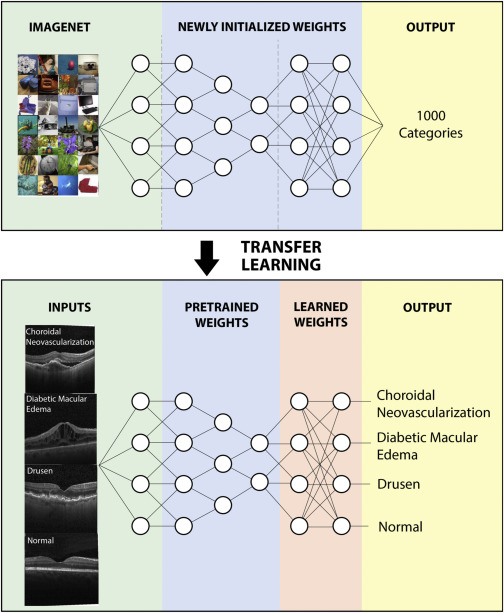 IMAGENET
NEWLY INITIALIZED WEIGHTS
OUTPUT
1000
Categories
TRANSFER
LEARNING
INPUTS
PRETRAINED
WEIGHTS
LEARNED
WEIGHTS
OUTPUT
Choroidal
Neovascularization
Diabetic Macular
Edema
Drusen
Normal
Choroidal
Neovascularization
Diabetic Macular
Edema
Drusen
Normal